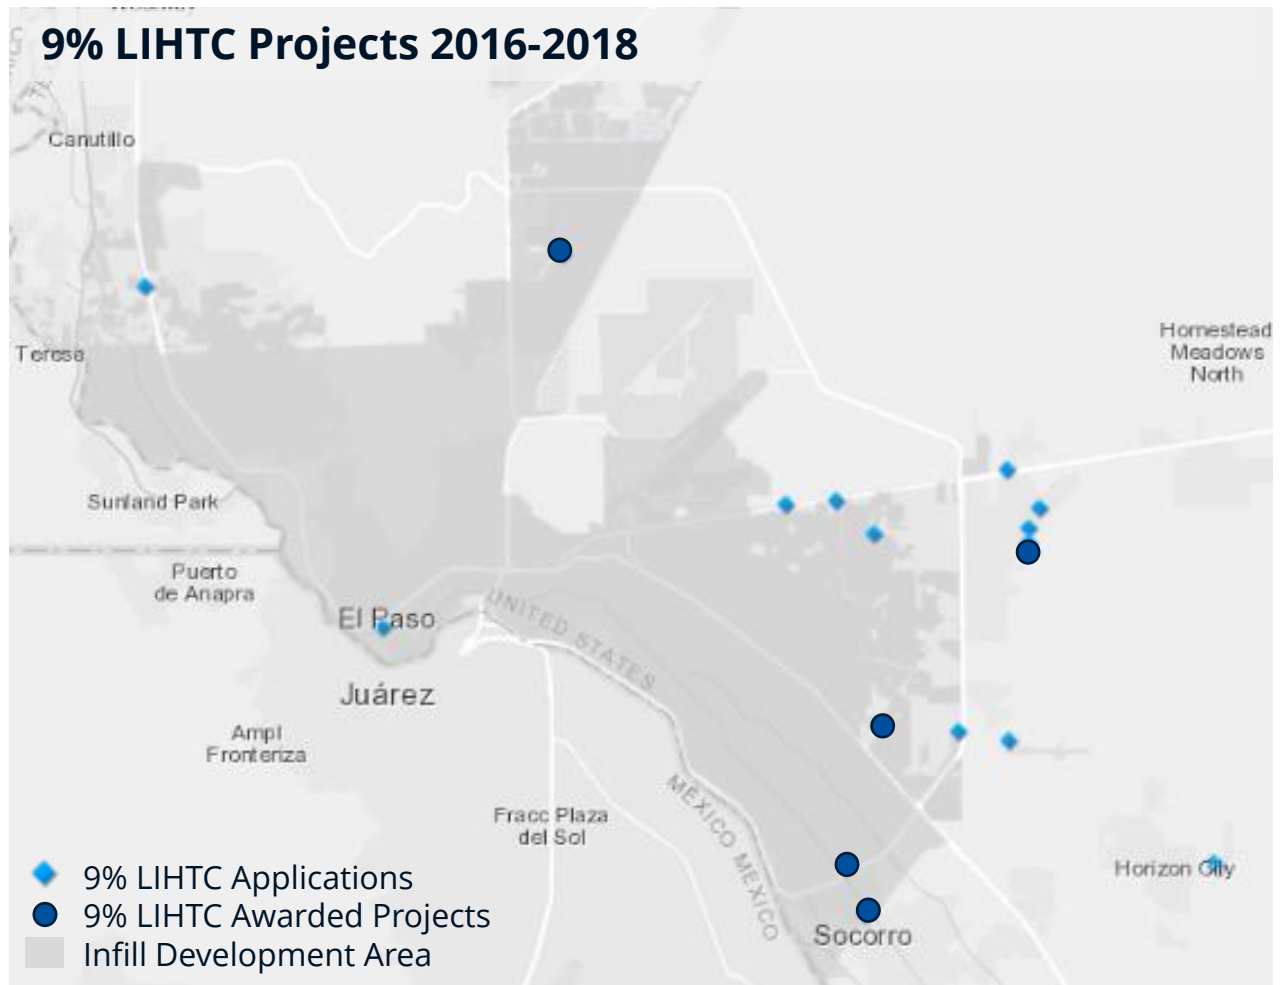 9% LIHTC Projects 2016-2018
Canutillo
Teresa
Homestead
Meadows
North
Sunland Park
Puerto
de Anapra
El Paso
UNITED STATES
Juárez
Ampl
Fronteriza
MÉXICO MÉXICO
Fracc Plaza
del Sol
Horizon City
Socorro
9% LIHTC Applications
9% LIHTC Awarded Projects
Infill Development Area